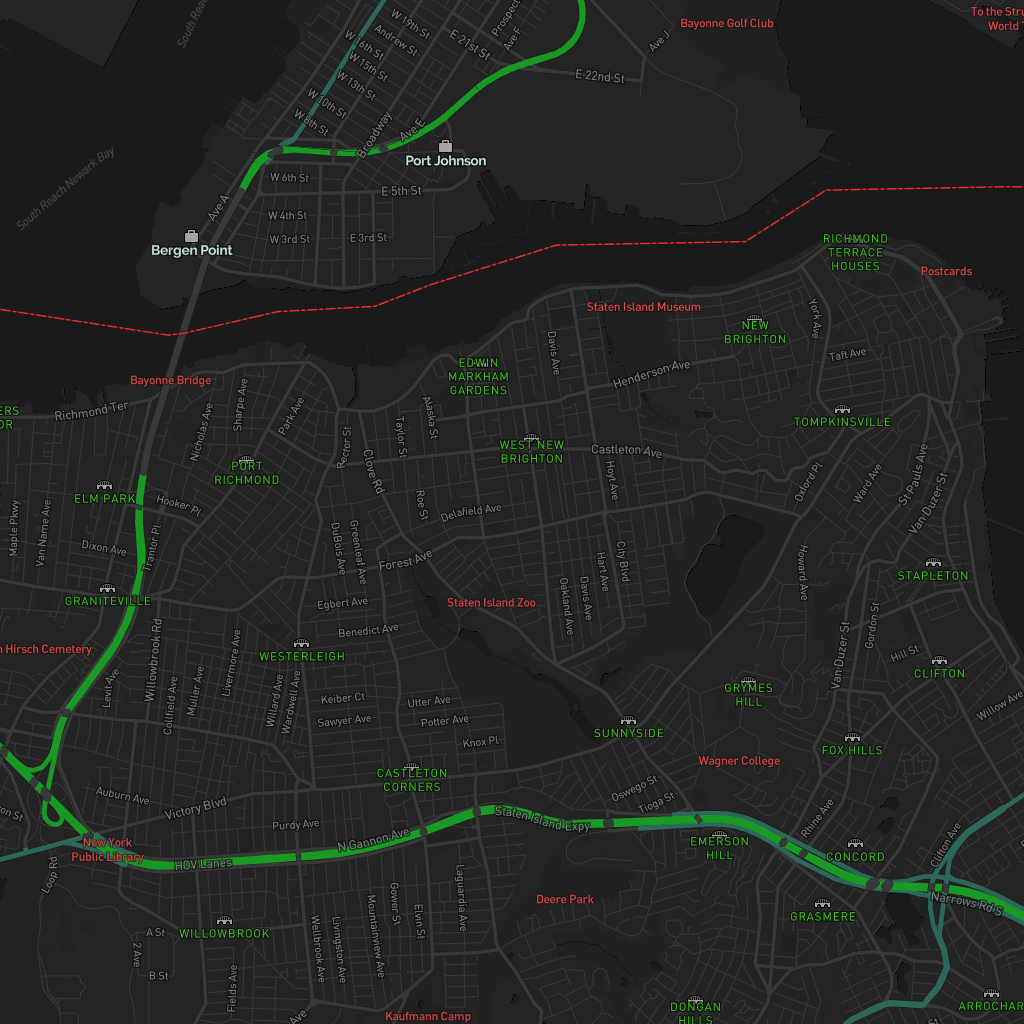 South Reach
South Reach Newark Bay
W 19th St
Andrew St
W 16th St
W 15th St
W 13th St
W 10th St
W 8th St
Broadway
Ave E
E 21st St
Prospect
Ave F
E 22nd St
Ave J
Bayonne Golf Club
To the Stru
World T
Port Johnson
W 6th St
E 5th St
Ave A
W 4th St
W 3rd St
E 3rd St
Bergen Point
RICHMOND
TERRACE
HOUSES
Postcards
Staten Island Museum
NEW
BRIGHTON
York Ave
Taft Ave
Davis Ave
EDWIN
MARKHAM
GARDENS
Henderson Ave
Bayonne Bridge
Richmond Ter
Sharpe Ave
Park Ave
Nicholas Ave
ERS
OR
Alaska St
Taylor St
Rector St
Clove Rd
TOMPKINSVILLE
WEST NEW
BRIGHTON
Castleton Ave
Hoyt Ave
PORT
RICHMOND
ELM PARK
Hooker Pl
Maple Pkwy
Van Name Ave
Dixon Ave
Trantor Pl
Roe St
Delafield Ave
Oxford Pl
Ward Ave
St Pauls Ave
Van Duzer St
DuBois Ave
Greenleaf Ave
Forest Ave
Oakland Ave
Davis Ave
Hart Ave
City Blvd
Howard Ave
STAPLETON
GRANITEVILLE
Egbert Ave
Staten Island Zoo
Benedict Ave
Gordon St
Van Duzer St
Hill St
CLIFTON
Willow Ave
n Hirsch Cemetery
Willowbrook Rd
WESTERLEIGH
Levit Ave
Collfield Ave
Muller Ave
Livermore Ave
Willard Ave
Wardwell Ave
Keiber Ct
Sawyer Ave
Utter Ave
Potter Ave
Knox Pl
GRYMES
HILL
SUNNYSIDE
FOX HILLS
Wagner College
CASTLETON
CORNERS
Oswego St
Tioga St
Auburn Ave
Victory Blvd
on St
Purdy Ave
N Gannon Ave
Staten Island Expy
Rhine Ave
Clifton Ave
New York
Public Library
HOV Lanes
Loop Rd
EMERSON
HILL
CONCORD
Narrows Rd S
Laguardia Ave
Deere Park
GRASMERE
WILLOWBROOK
A St
2 Ave
B St
Fields Ave
Wellbrook Ave
Livingston Ave
Mountainview Ave
Gower St
Elvin St
Ave
Kaufmann Camp
DONGAN
HILLS
ARROCHAR
St